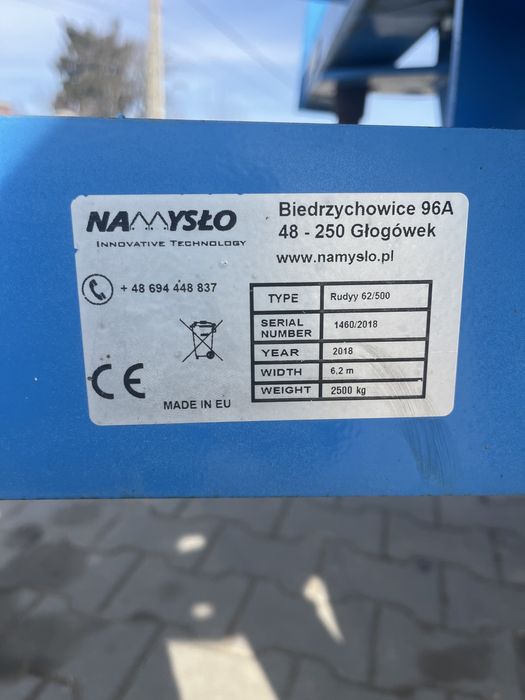 NAMYSŁO
INNOVATIVE TECHNOLOGY
Biedrzychowice 96A
48 - 250 Głogówek
www.namyslo.pl
+ 48 694 448 837
TYPE Rudyy 62/500
SERIAL NUMBER 1460/2018
YEAR 2018
WIDTH 6,2 m
WEIGHT 2500 kg
CE
MADE IN EU